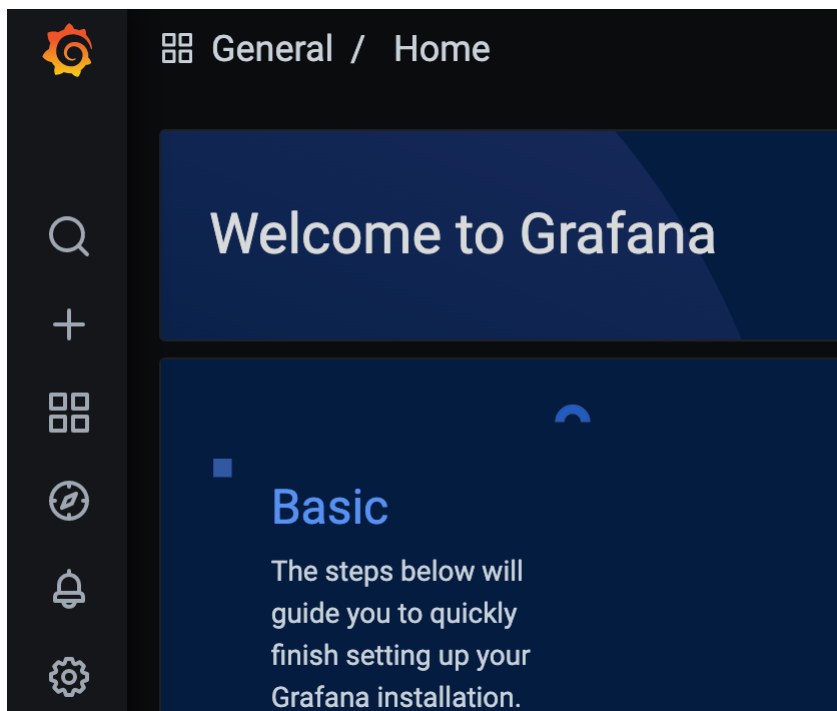 General / Home
Welcome to Grafana
Basic
The steps below will
guide you to quickly
finish setting up your
Grafana installation.